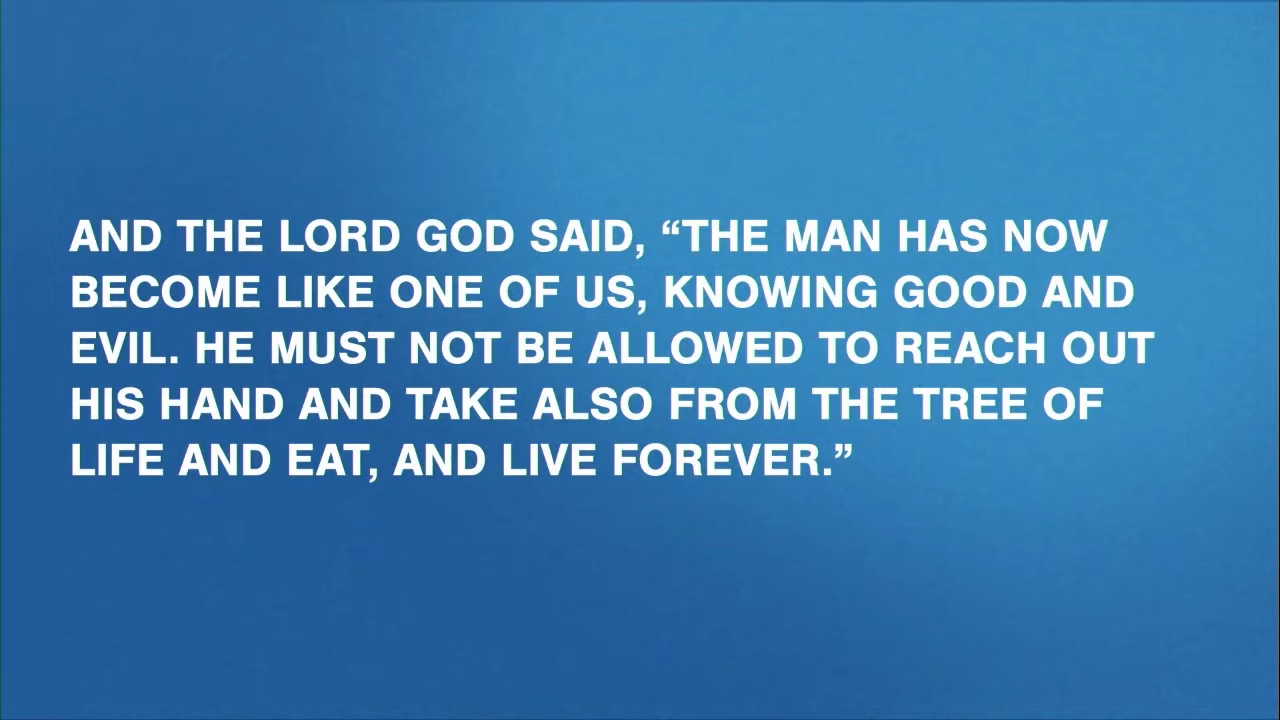 AND THE LORD GOD SAID, “THE MAN HAS NOW
BECOME LIKE ONE OF US, KNOWING GOOD AND
EVIL. HE MUST NOT BE ALLOWED TO REACH OUT
HIS HAND AND TAKE ALSO FROM THE TREE OF
LIFE AND EAT, AND LIVE FOREVER.”